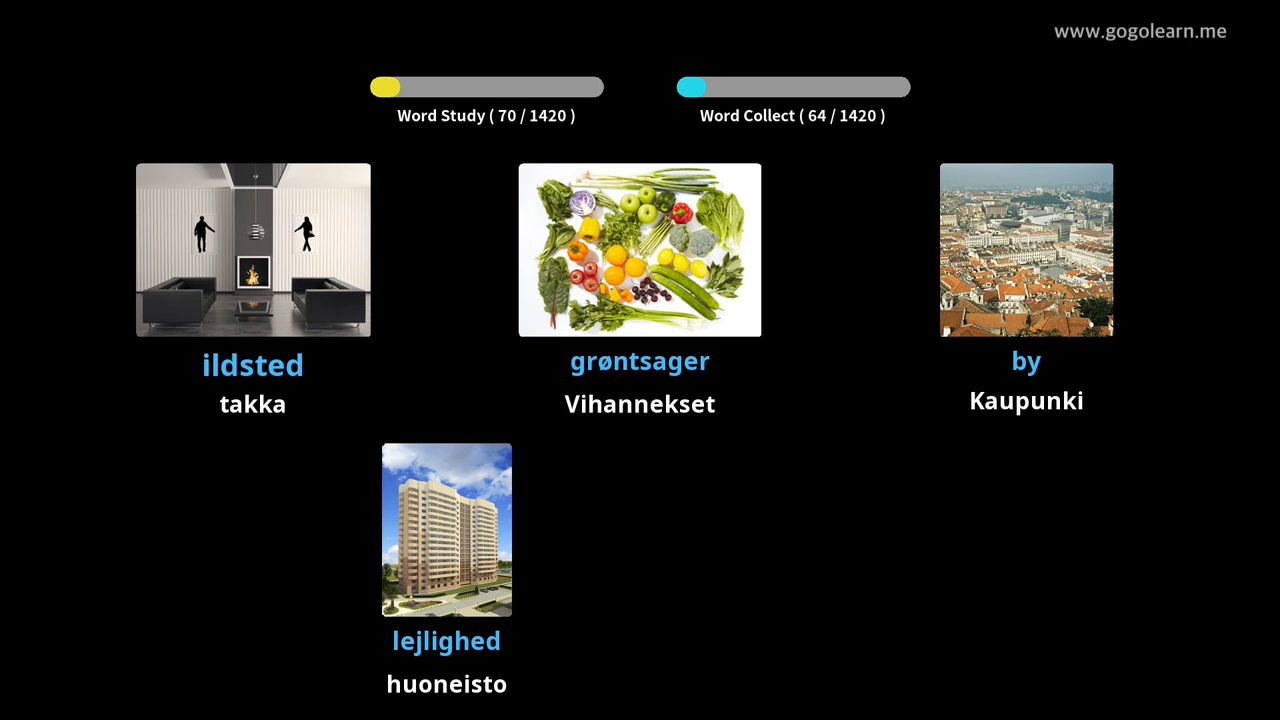 www.gogolearn.me
Word Study ( 70 / 1420 )
Word Collect ( 64 / 1420 )
ildsted
takka
grøntsager
Vihannekset
by
Kaupunki
lejlighed
huoneisto